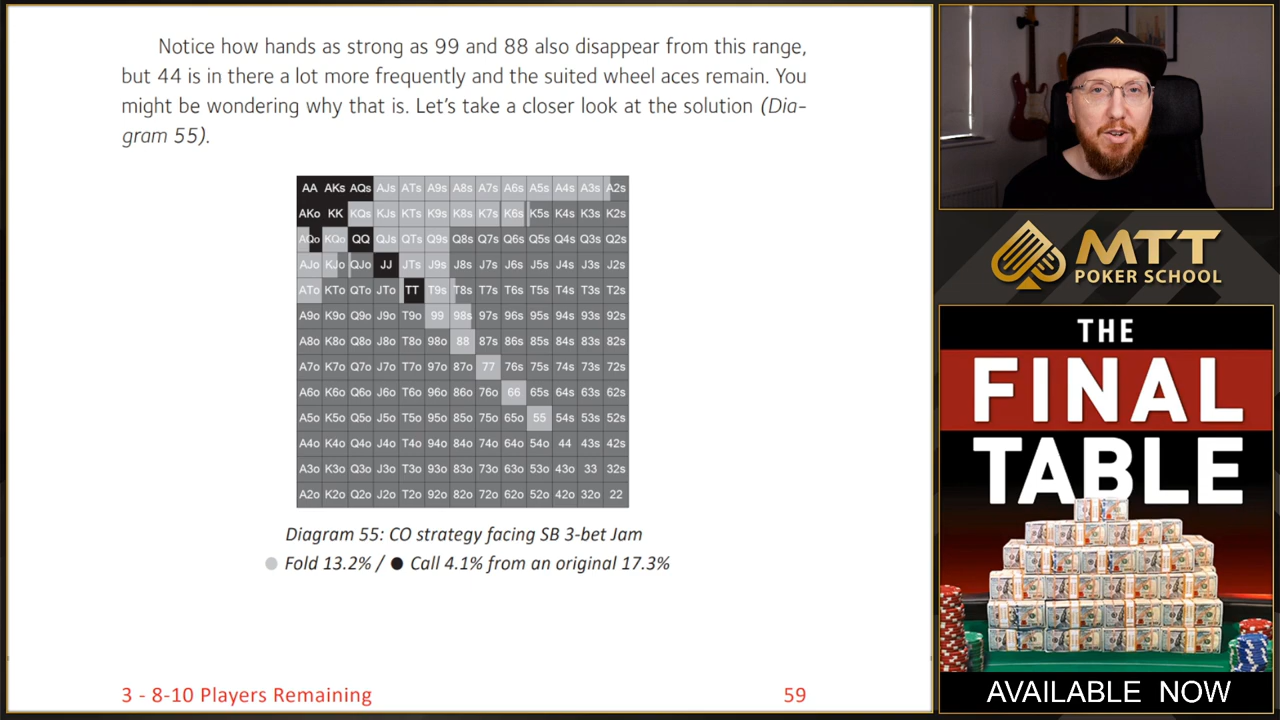 Notice how hands as strong as 99 and 88 also disappear from this range,
but 44 is in there a lot more frequently and the suited wheel aces remain. You
might be wondering why that is. Let's take a closer look at the solution (Dia-
gram 55).
AA AKs AQs AJs ATs A9s A8s A7s A6s A5s A4s A3s A2s
AKo KK KQs KJs KTs K9s K8s K7s K6s K5s K4s K3s K2s
AQo KQo QQ QJs QTs Q9s Q8s Q7s Q6s Q5s Q4s Q3s Q2s
AJo KJo QJo JJ JTs J9s J8s J7s J6s J5s J4s J3s J2s
ATo KTo QTo JTo TT T9s T8s T7s T6s T5s T4s T3s T2s
A9o K9o Q9o J9o T9o 99 98s 97s 96s 95s 94s 93s 92s
A8o K8o Q8o J8o T8o 98o 88 87s 86s 85s 84s 83s 82s
A7o K7o Q7o J7o T7o 97o 87o 77 76s 75s 74s 73s 72s
A6o K6o Q6o J6o T6o 96o 86o 76o 66 65s 64s 63s 62s
A5o K5o Q5o J5o T5o 95o 85o 75o 65o 55 54s 53s 52s
A4o K4o Q4o J4o T4o 94o 84o 74o 64o 54o 44 43s 42s
A3o K3o Q3o J3o T3o 93o 83o 73o 63o 53o 43o 33 32s
A2o K2o Q2o J2o T2o 92o 82o 72o 62o 52o 42o 32o 22
Diagram 55: CO strategy facing SB 3-bet Jam
Fold 13.2% / Call 4.1% from an original 17.3%
3 - 8-10 Players Remaining 59
MTT
POKER SCHOOL
THE
FINAL
TABLE
AVAILABLE NOW